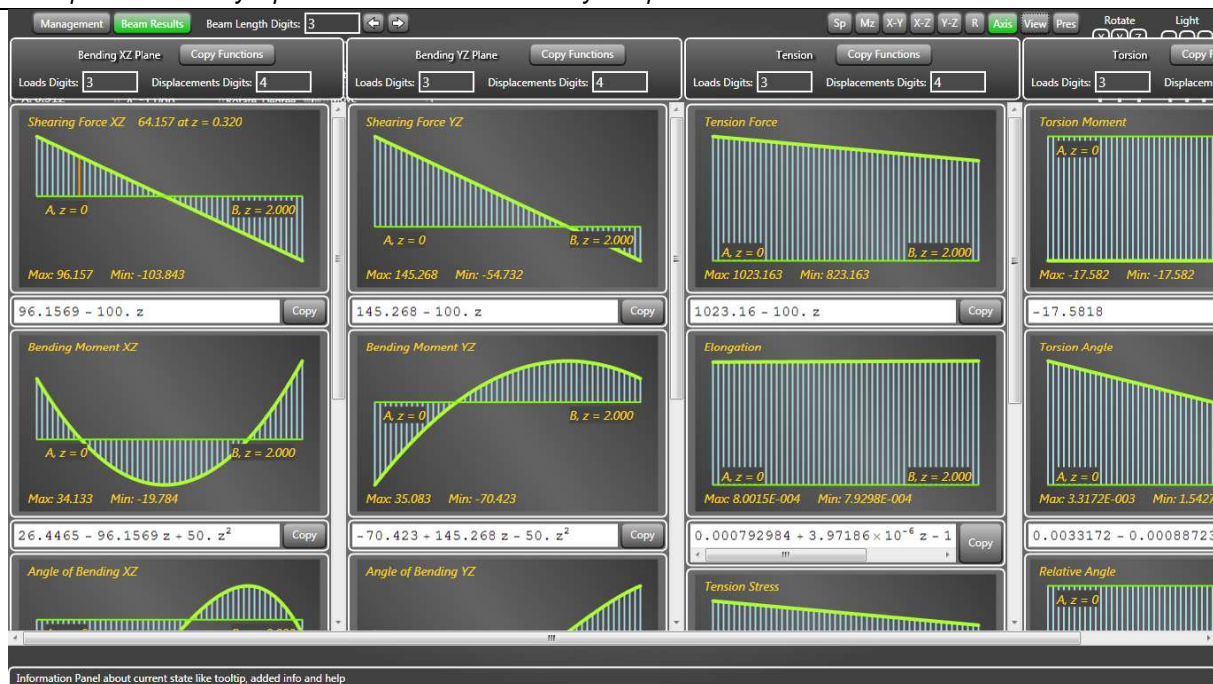 Management Beam Results Beam Length Digits: 3 Sp Mz X-Y X-Z Y-Z R Axis View Pres Rotate Light
X Y Z
Bending XZ Plane Copy Functions
Loads Digits: 3 Displacements Digits: 4
Bending YZ Plane Copy Functions
Loads Digits: 3 Displacements Digits: 4
Tension Copy Functions
Loads Digits: 3 Displacements Digits: 4
Torsion Copy F
Loads Digits: 3 Displacem
Shearing Force XZ 64.157 at z = 0.320
A, z = 0 B, z = 2.000
Max: 96.157 Min: -103.843
96.1569 - 100. z Copy
Bending Moment XZ
A, z = 0 B, z = 2.000
Max: 34.133 Min: -19.784
26.4465 - 96.1569 z + 50. z² Copy
Angle of Bending XZ
Shearing Force YZ
A, z = 0 B, z = 2.000
Max: 145.268 Min: -54.732
145.268 - 100. z Copy
Bending Moment YZ
A, z = 0 B, z = 2.000
Max: 35.083 Min: -70.423
-70.423 + 145.268 z - 50. z² Copy
Angle of Bending YZ
Tension Force
A, z = 0 B, z = 2.000
Max: 1023.163 Min: 823.163
1023.16 - 100. z Copy
Elongation
A, z = 0 B, z = 2.000
Max: 8.0015E-004 Min: 7.9298E-004
0.000792984 + 3.97186 × 10⁻⁶ z - 1 Copy
Tension Stress
Torsion Moment
A, z = 0
Max: -17.582 Min: -17.582
-17.5818
Torsion Angle
A, z = 0
Max: 3.3172E-003 Min: 1.5427
0.0033172 - 0.00088723
Relative Angle
A, z = 0
Information Panel about current state like tooltip, added info and help